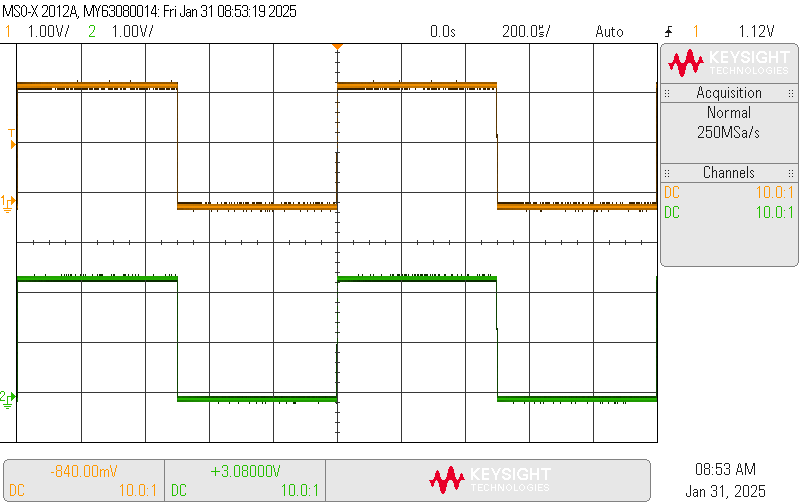 MSO-X 2012A, MY63080014: Fri Jan 31 08:53:19 2025
1 1.00V/ 2 1.00V/ 0.0s 200.0µs/ Auto 1 1.12V
KEYSIGHT
TECHNOLOGIES
Acquisition
Normal
250MSa/s
Channels
DC 10.0:1
DC 10.0:1
T
1
2
-840.00mV +3.08000V
DC 10.0:1 DC 10.0:1
KEYSIGHT
TECHNOLOGIES
08:53 AM
Jan 31, 2025